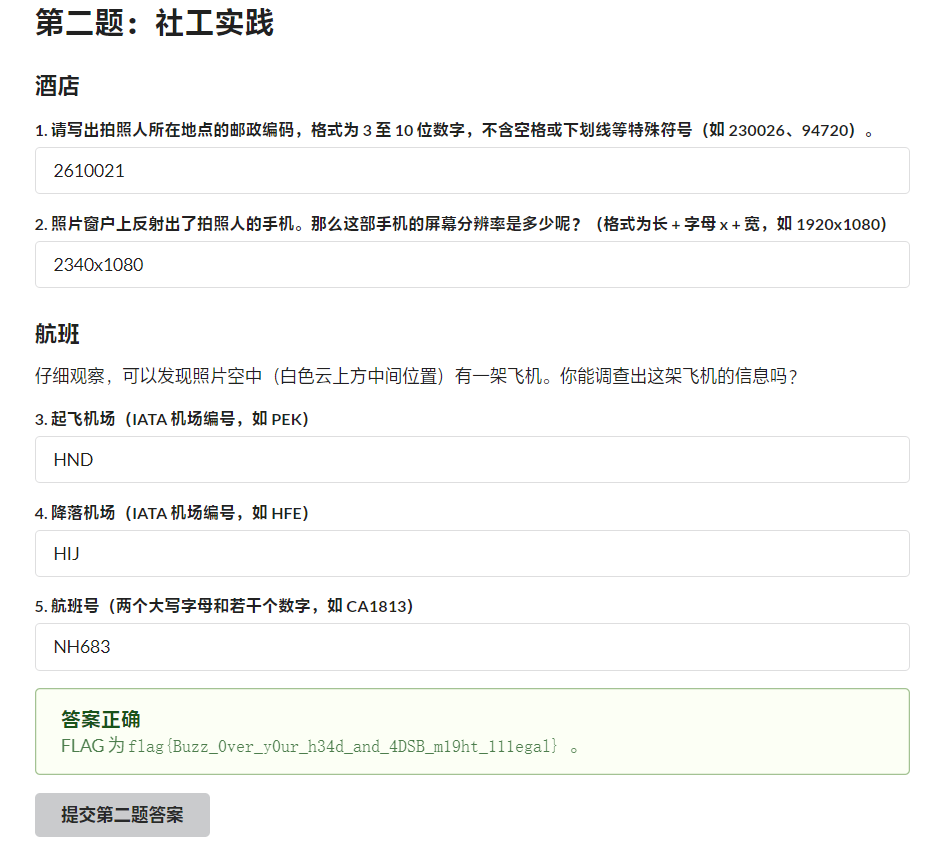 第二题：社工实践
酒店
1. 请写出拍照人所在地点的邮政编码，格式为 3 至 10 位数字，不含空格或下划线等特殊符号（如 230026、94720）。
2610021
2. 照片窗户上反射出了拍照人的手机。那么这部手机的屏幕分辨率是多少呢？（格式为长 + 字母 x + 宽，如 1920x1080）
2340x1080
航班
仔细观察，可以发现照片空中（白色云上方中间位置）有一架飞机。你能调查出这架飞机的信息吗？
3. 起飞机场（IATA 机场编号，如 PEK）
HND
4. 降落机场（IATA 机场编号，如 HFE）
HIJ
5. 航班号（两个大写字母和若干个数字，如 CA1813）
NH683
答案正确
FLAG 为 flag{Buzz_0ver_y0ur_h34d_and_4DSB_m19ht_111egal} 。
提交第二题答案